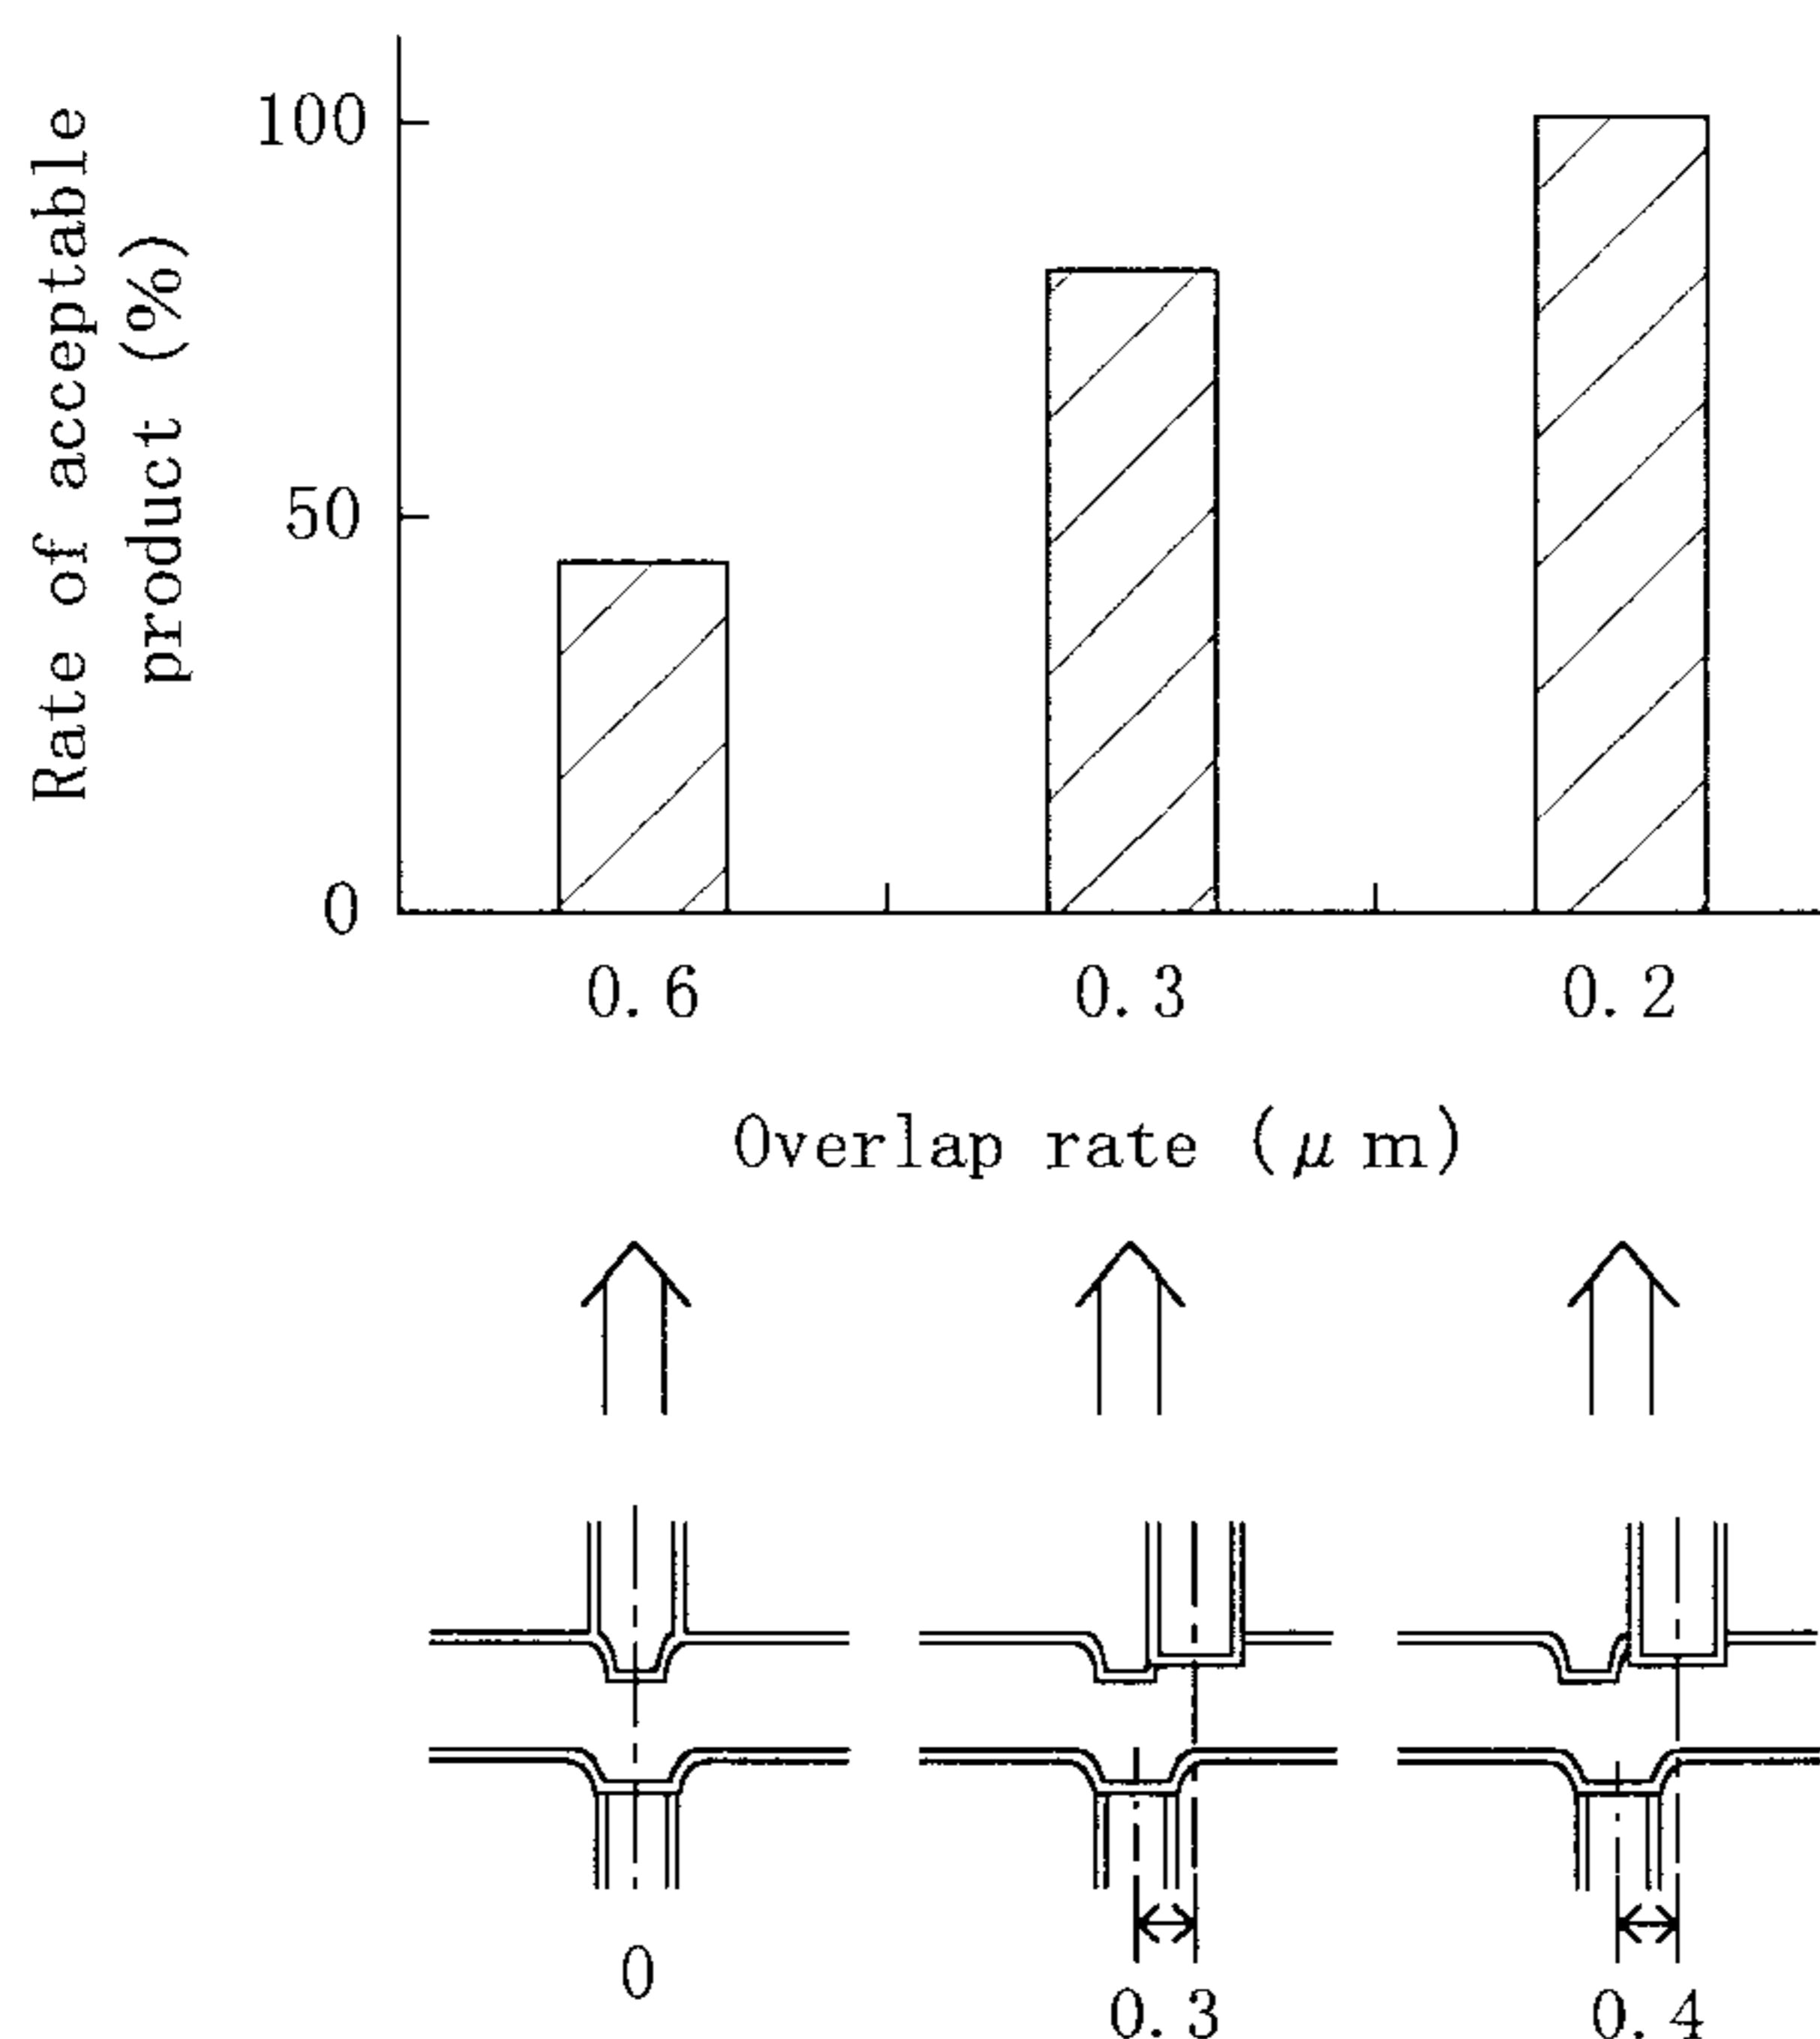 Rate of acceptable
product (%)
100
50
0
0.6 0.3 0.2
Overlap rate (μm)
0 0.3 0.4